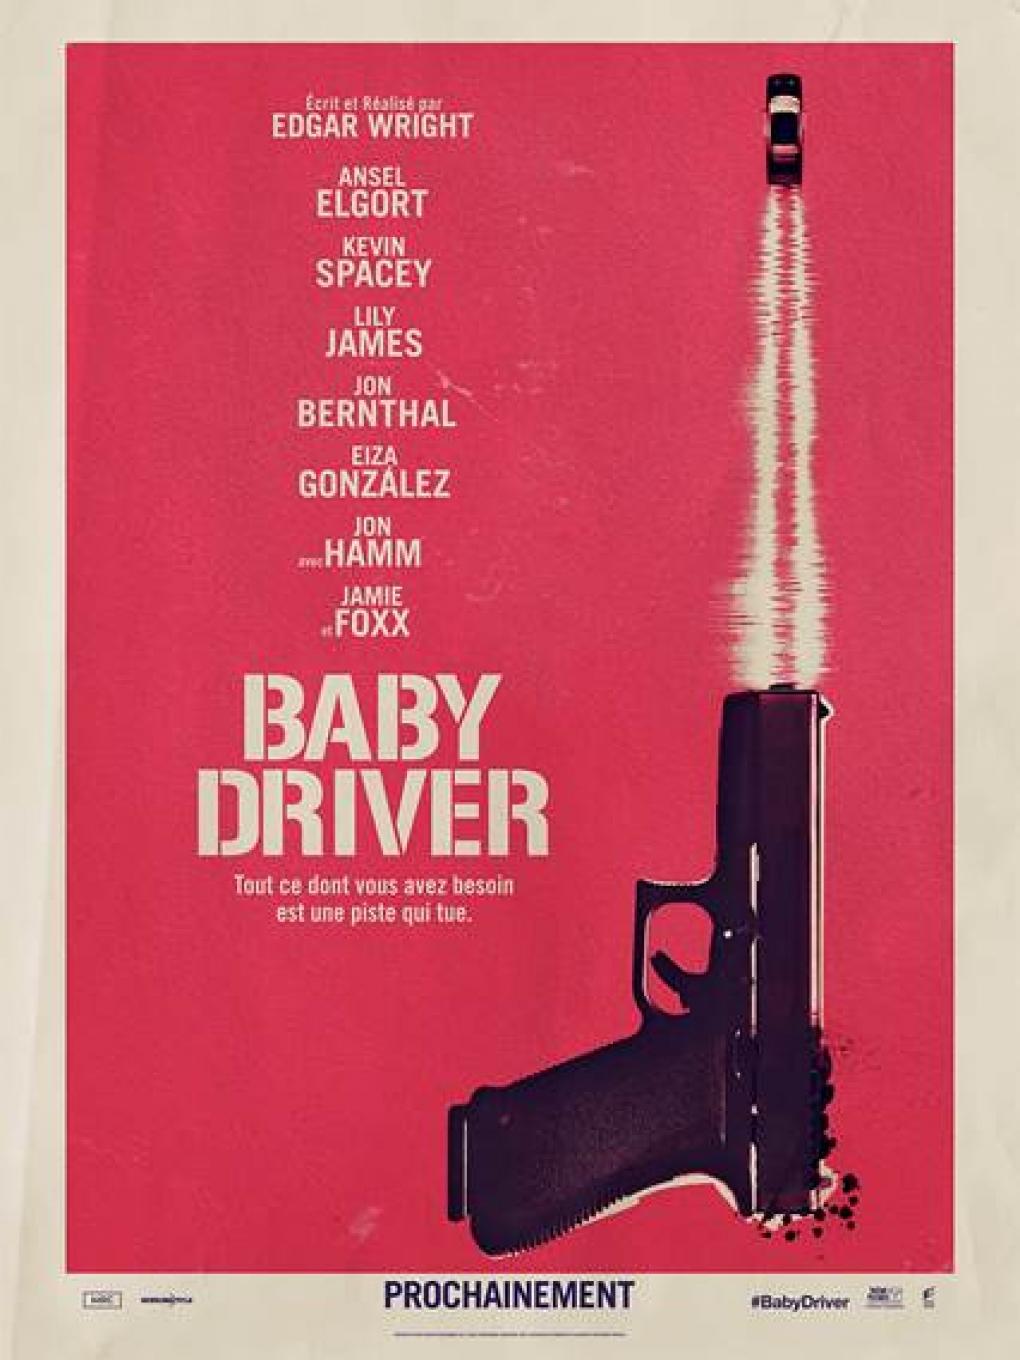 Écrit et Réalisé par
EDGAR WRIGHT
ANSEL
ELGORT
KEVIN
SPACEY
LILY
JAMES
JON
BERNTHAL
EIZA
GONZÁLEZ
JON
avec HAMM
JAMIE
et FOXX
BABY
DRIVER
Tout ce dont vous avez besoin
est une piste qui tue.
PROCHAINEMENT
#BabyDriver